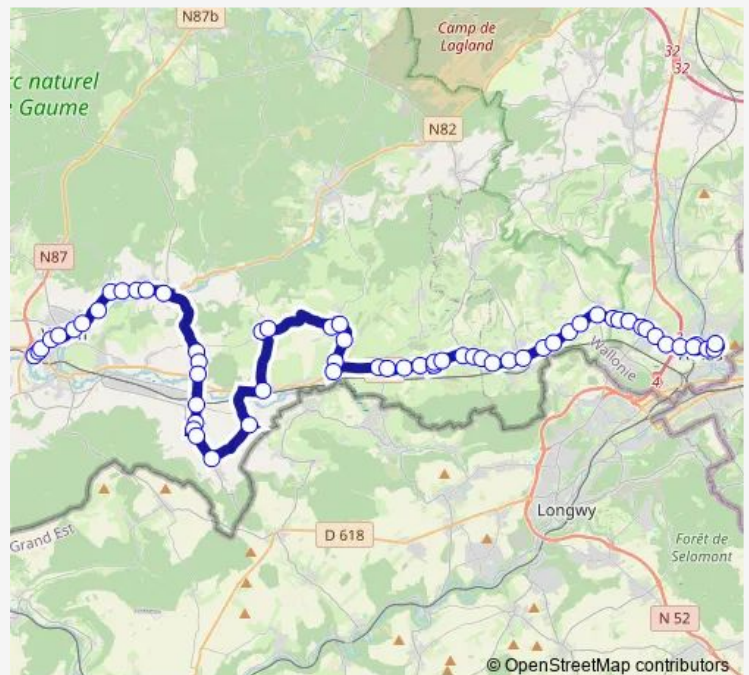 N87b
Camp de
Lagland
32
32
rc naturel
Gaume
N82
N87
Wallonie
4
Longwy
Grand Est
D 618
Forêt de
Selomont
N 52
© OpenStreetMap contributors